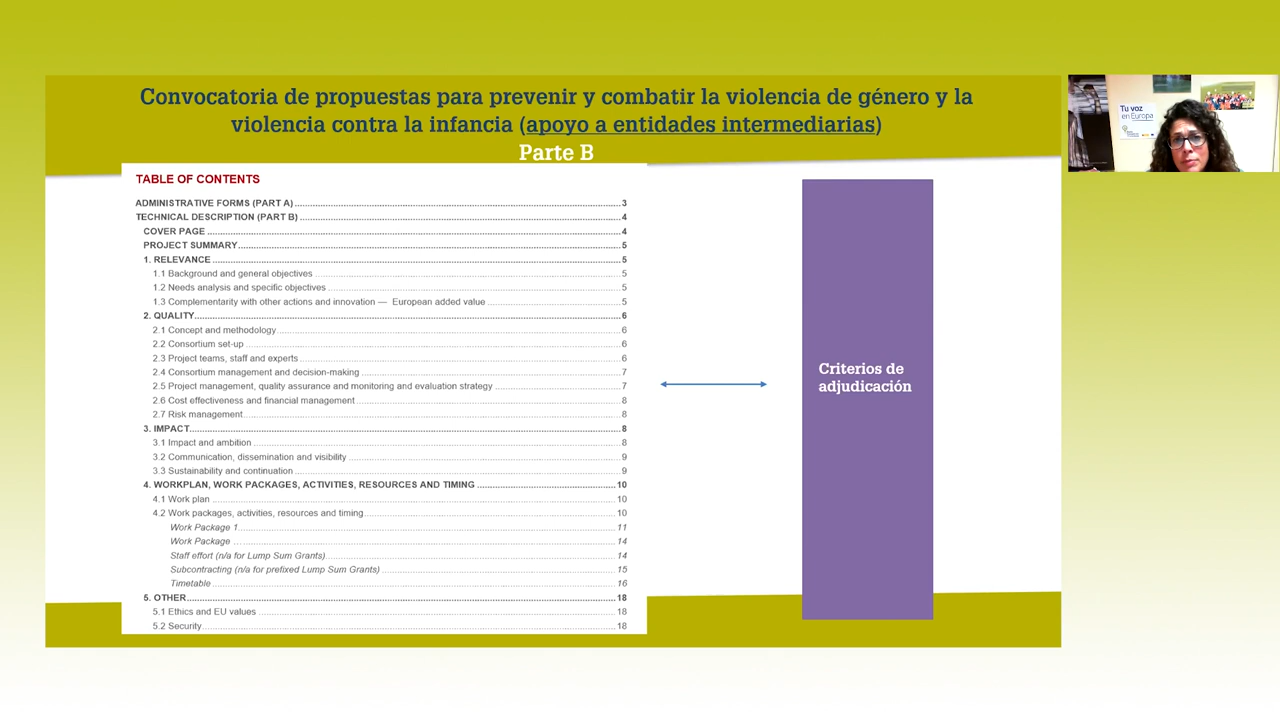 Convocatoria de propuestas para prevenir y combatir la violencia de género y la
violencia contra la infancia (apoyo a entidades intermediarias)
Parte B
TABLE OF CONTENTS
ADMINISTRATIVE FORMS (PART A) 3
TECHNICAL DESCRIPTION (PART B) 4
COVER PAGE 4
PROJECT SUMMARY 5
1. RELEVANCE 5
1.1 Background and general objectives 5
1.2 Needs analysis and specific objectives 5
1.3 Complementarity with other actions and innovation — European added value 5
2. QUALITY 6
2.1 Concept and methodology 6
2.2 Consortium set-up 6
2.3 Project teams, staff and experts 6
2.4 Consortium management and decision-making 7
2.5 Project management, quality assurance and monitoring and evaluation strategy 7
2.6 Cost effectiveness and financial management 8
2.7 Risk management 8
3. IMPACT 8
3.1 Impact and ambition 8
3.2 Communication, dissemination and visibility 9
3.3 Sustainability and continuation 9
4. WORKPLAN, WORK PACKAGES, ACTIVITIES, RESOURCES AND TIMING 10
4.1 Work plan 10
4.2 Work packages, activities, resources and timing 10
Work Package 1 11
Work Package … 14
Staff effort (n/a for Lump Sum Grants) 14
Subcontracting (n/a for prefixed Lump Sum Grants) 15
Timetable 16
5. OTHER 18
5.1 Ethics and EU values 18
5.2 Security 18
Criterios de
adjudicación
Tu voz
en Europa